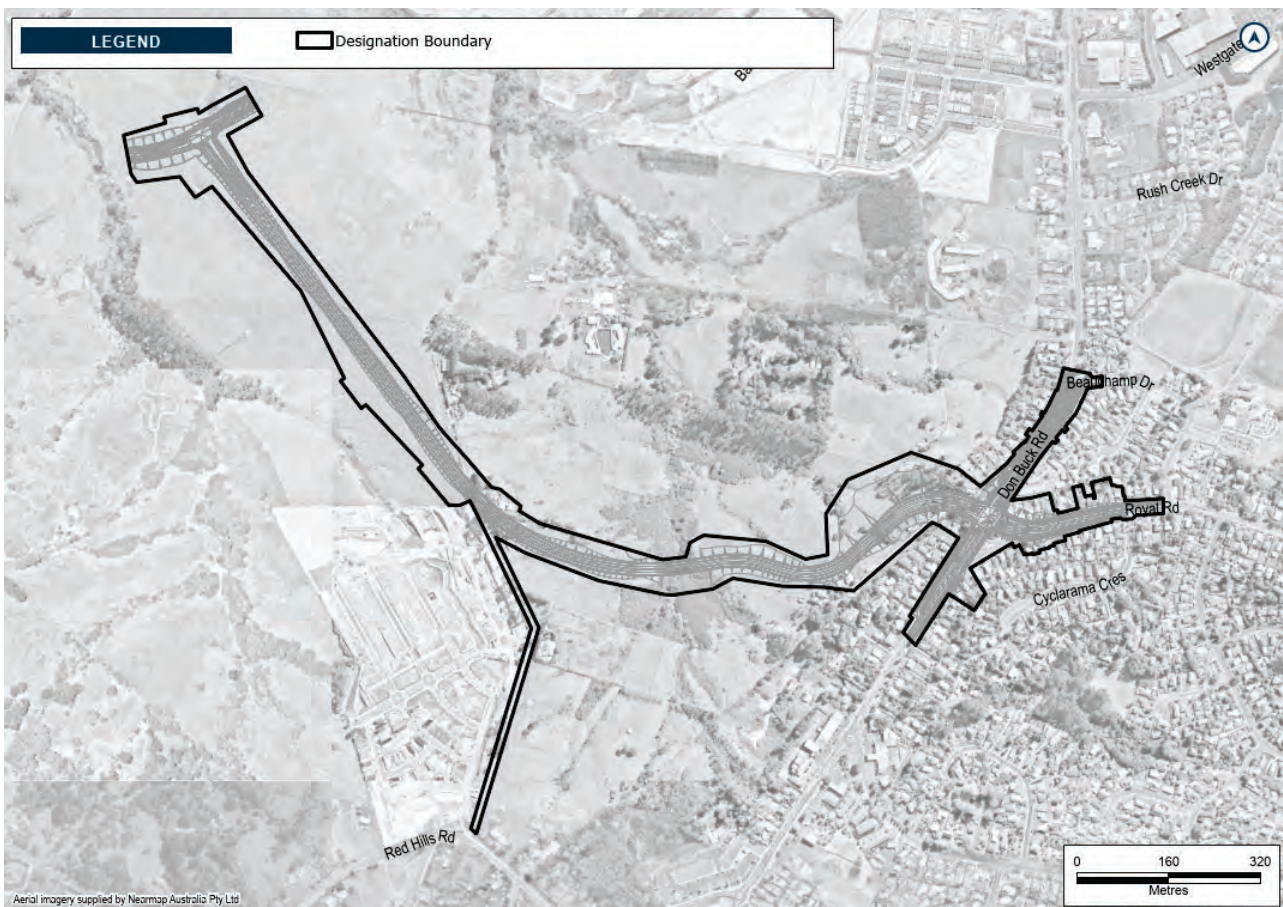 LEGEND
Designation Boundary
Westgate
Ba
Rush Creek Dr
Beauchamp Dr
Don Buck Rd
Royal Rd
Cyclarama Cres
Red Hills Rd
0 160 320
Metres
Aerial imagery supplied by Nearmap Australia Pty Ltd